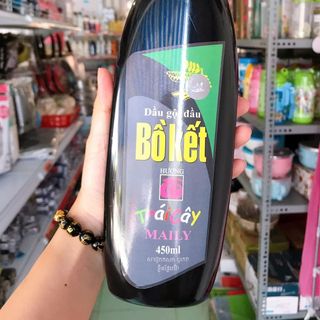 Dầu gội đầu
Bồ kết
HƯƠNG
Trái cây
MAILY
450ml